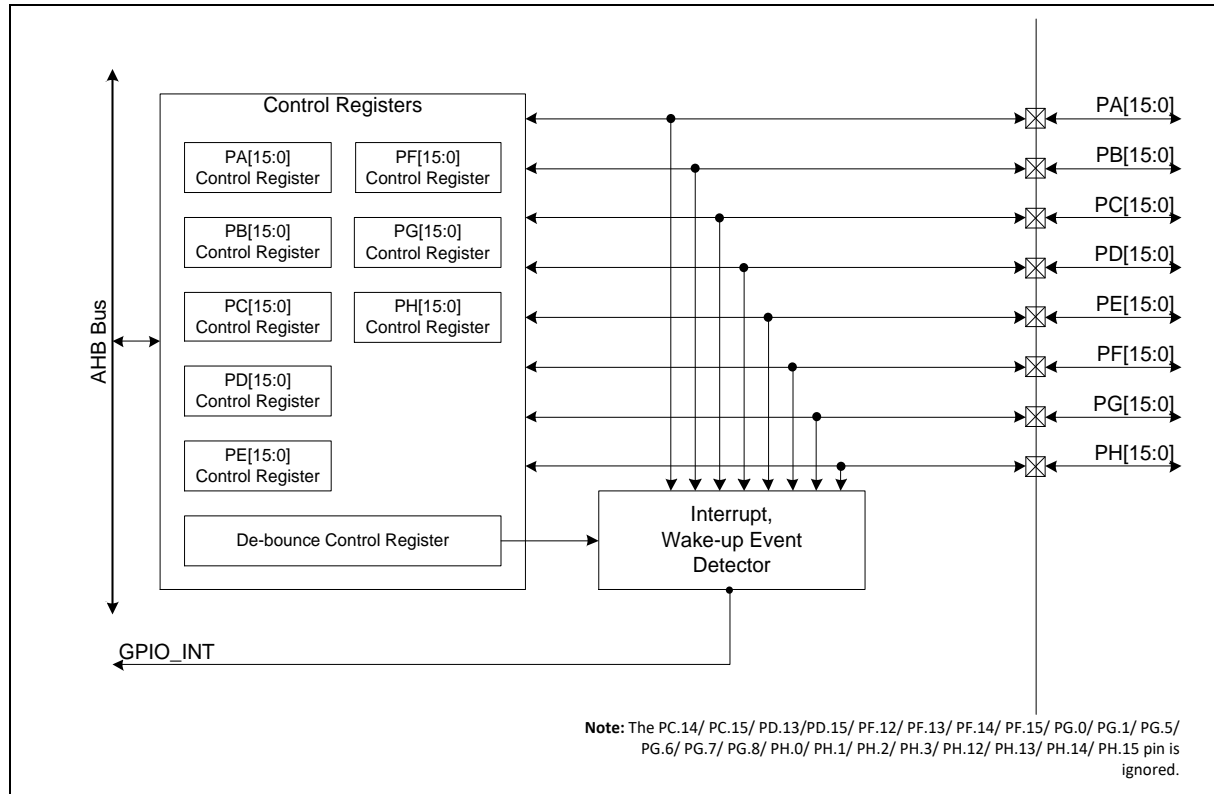 Control Registers
PA[15:0]
Control Register
PF[15:0]
Control Register
PB[15:0]
Control Register
PG[15:0]
Control Register
PC[15:0]
Control Register
PH[15:0]
Control Register
PD[15:0]
Control Register
PE[15:0]
Control Register
De-bounce Control Register
AHB Bus
Interrupt,
Wake-up Event
Detector
GPIO_INT
PA[15:0]
PB[15:0]
PC[15:0]
PD[15:0]
PE[15:0]
PF[15:0]
PG[15:0]
PH[15:0]
Note: The PC.14/ PC.15/ PD.13/PD.15/ PF.12/ PF.13/ PF.14/ PF.15/ PG.0/ PG.1/ PG.5/
PG.6/ PG.7/ PG.8/ PH.0/ PH.1/ PH.2/ PH.3/ PH.12/ PH.13/ PH.14/ PH.15 pin is
ignored.